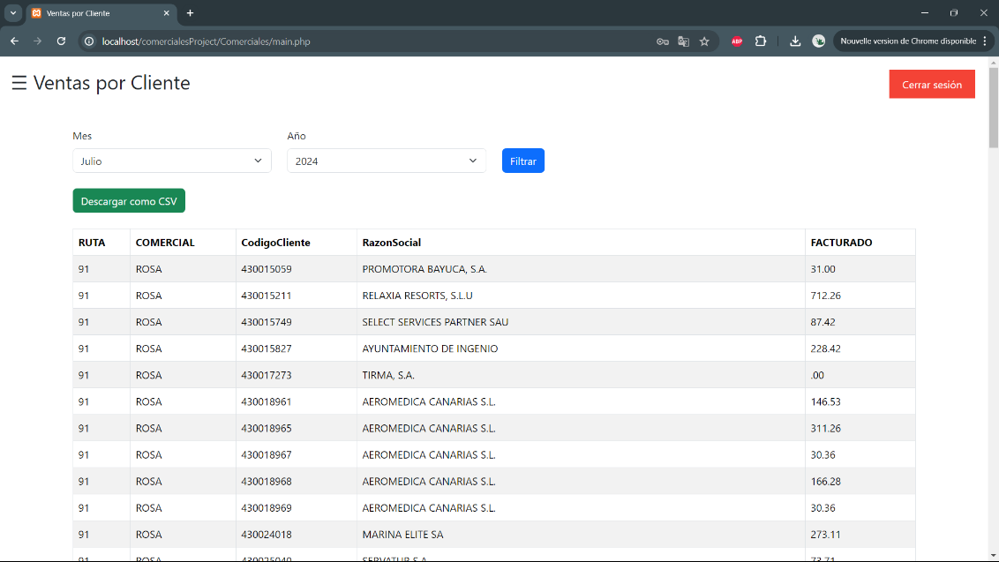 Ventas por Cliente
localhost/comercialesProject/Comerciales/main.php
ABP
Nouvelle version de Chrome disponible
☰ Ventas por Cliente
Cerrar sesión
Mes Año
Julio 2024 Filtrar
Descargar como CSV
RUTA COMERCIAL CodigoCliente RazonSocial FACTURADO
91 ROSA 430015059 PROMOTORA BAYUCA, S.A. 31.00
91 ROSA 430015211 RELAXIA RESORTS, S.L.U 712.26
91 ROSA 430015749 SELECT SERVICES PARTNER SAU 87.42
91 ROSA 430015827 AYUNTAMIENTO DE INGENIO 228.42
91 ROSA 430017273 TIRMA, S.A. .00
91 ROSA 430018961 AEROMEDICA CANARIAS S.L. 146.53
91 ROSA 430018965 AEROMEDICA CANARIAS S.L. 311.26
91 ROSA 430018967 AEROMEDICA CANARIAS S.L. 30.36
91 ROSA 430018968 AEROMEDICA CANARIAS S.L. 166.28
91 ROSA 430018969 AEROMEDICA CANARIAS S.L. 30.36
91 ROSA 430024018 MARINA ELITE SA 273.11
91 ROSA 430025040 SERVATUR S.A. 73.71